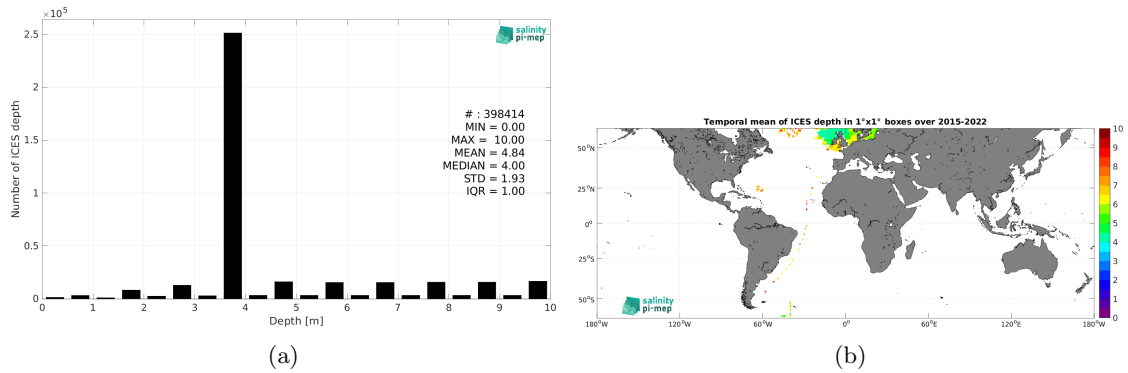 ×10⁵
2.5
2
1.5
1
0.5
0
Number of ICES depth
salinity
pi-mep
# : 398414
MIN = 0.00
MAX = 10.00
MEAN = 4.84
MEDIAN = 4.00
STD = 1.93
IQR = 1.00
0 1 2 3 4 5 6 7 8 9 10
Depth [m]
(a)
Temporal mean of ICES depth in 1°x1° boxes over 2015-2022
50°N
25°N
0°
25°S
50°S
salinity
pi-mep
180°W 120°W 60°W 0° 60°E 120°E 180°W
10
9
8
7
6
5
4
3
2
1
0
(b)